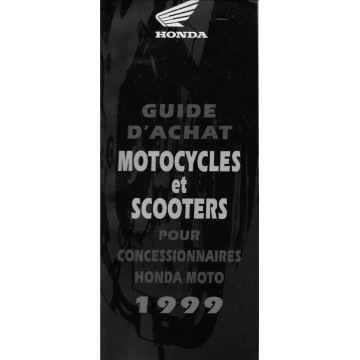 HONDA
GUIDE
D'ACHAT
MOTOCYCLES
et
SCOOTERS
POUR
CONCESSIONNAIRES
HONDA MOTO
1999